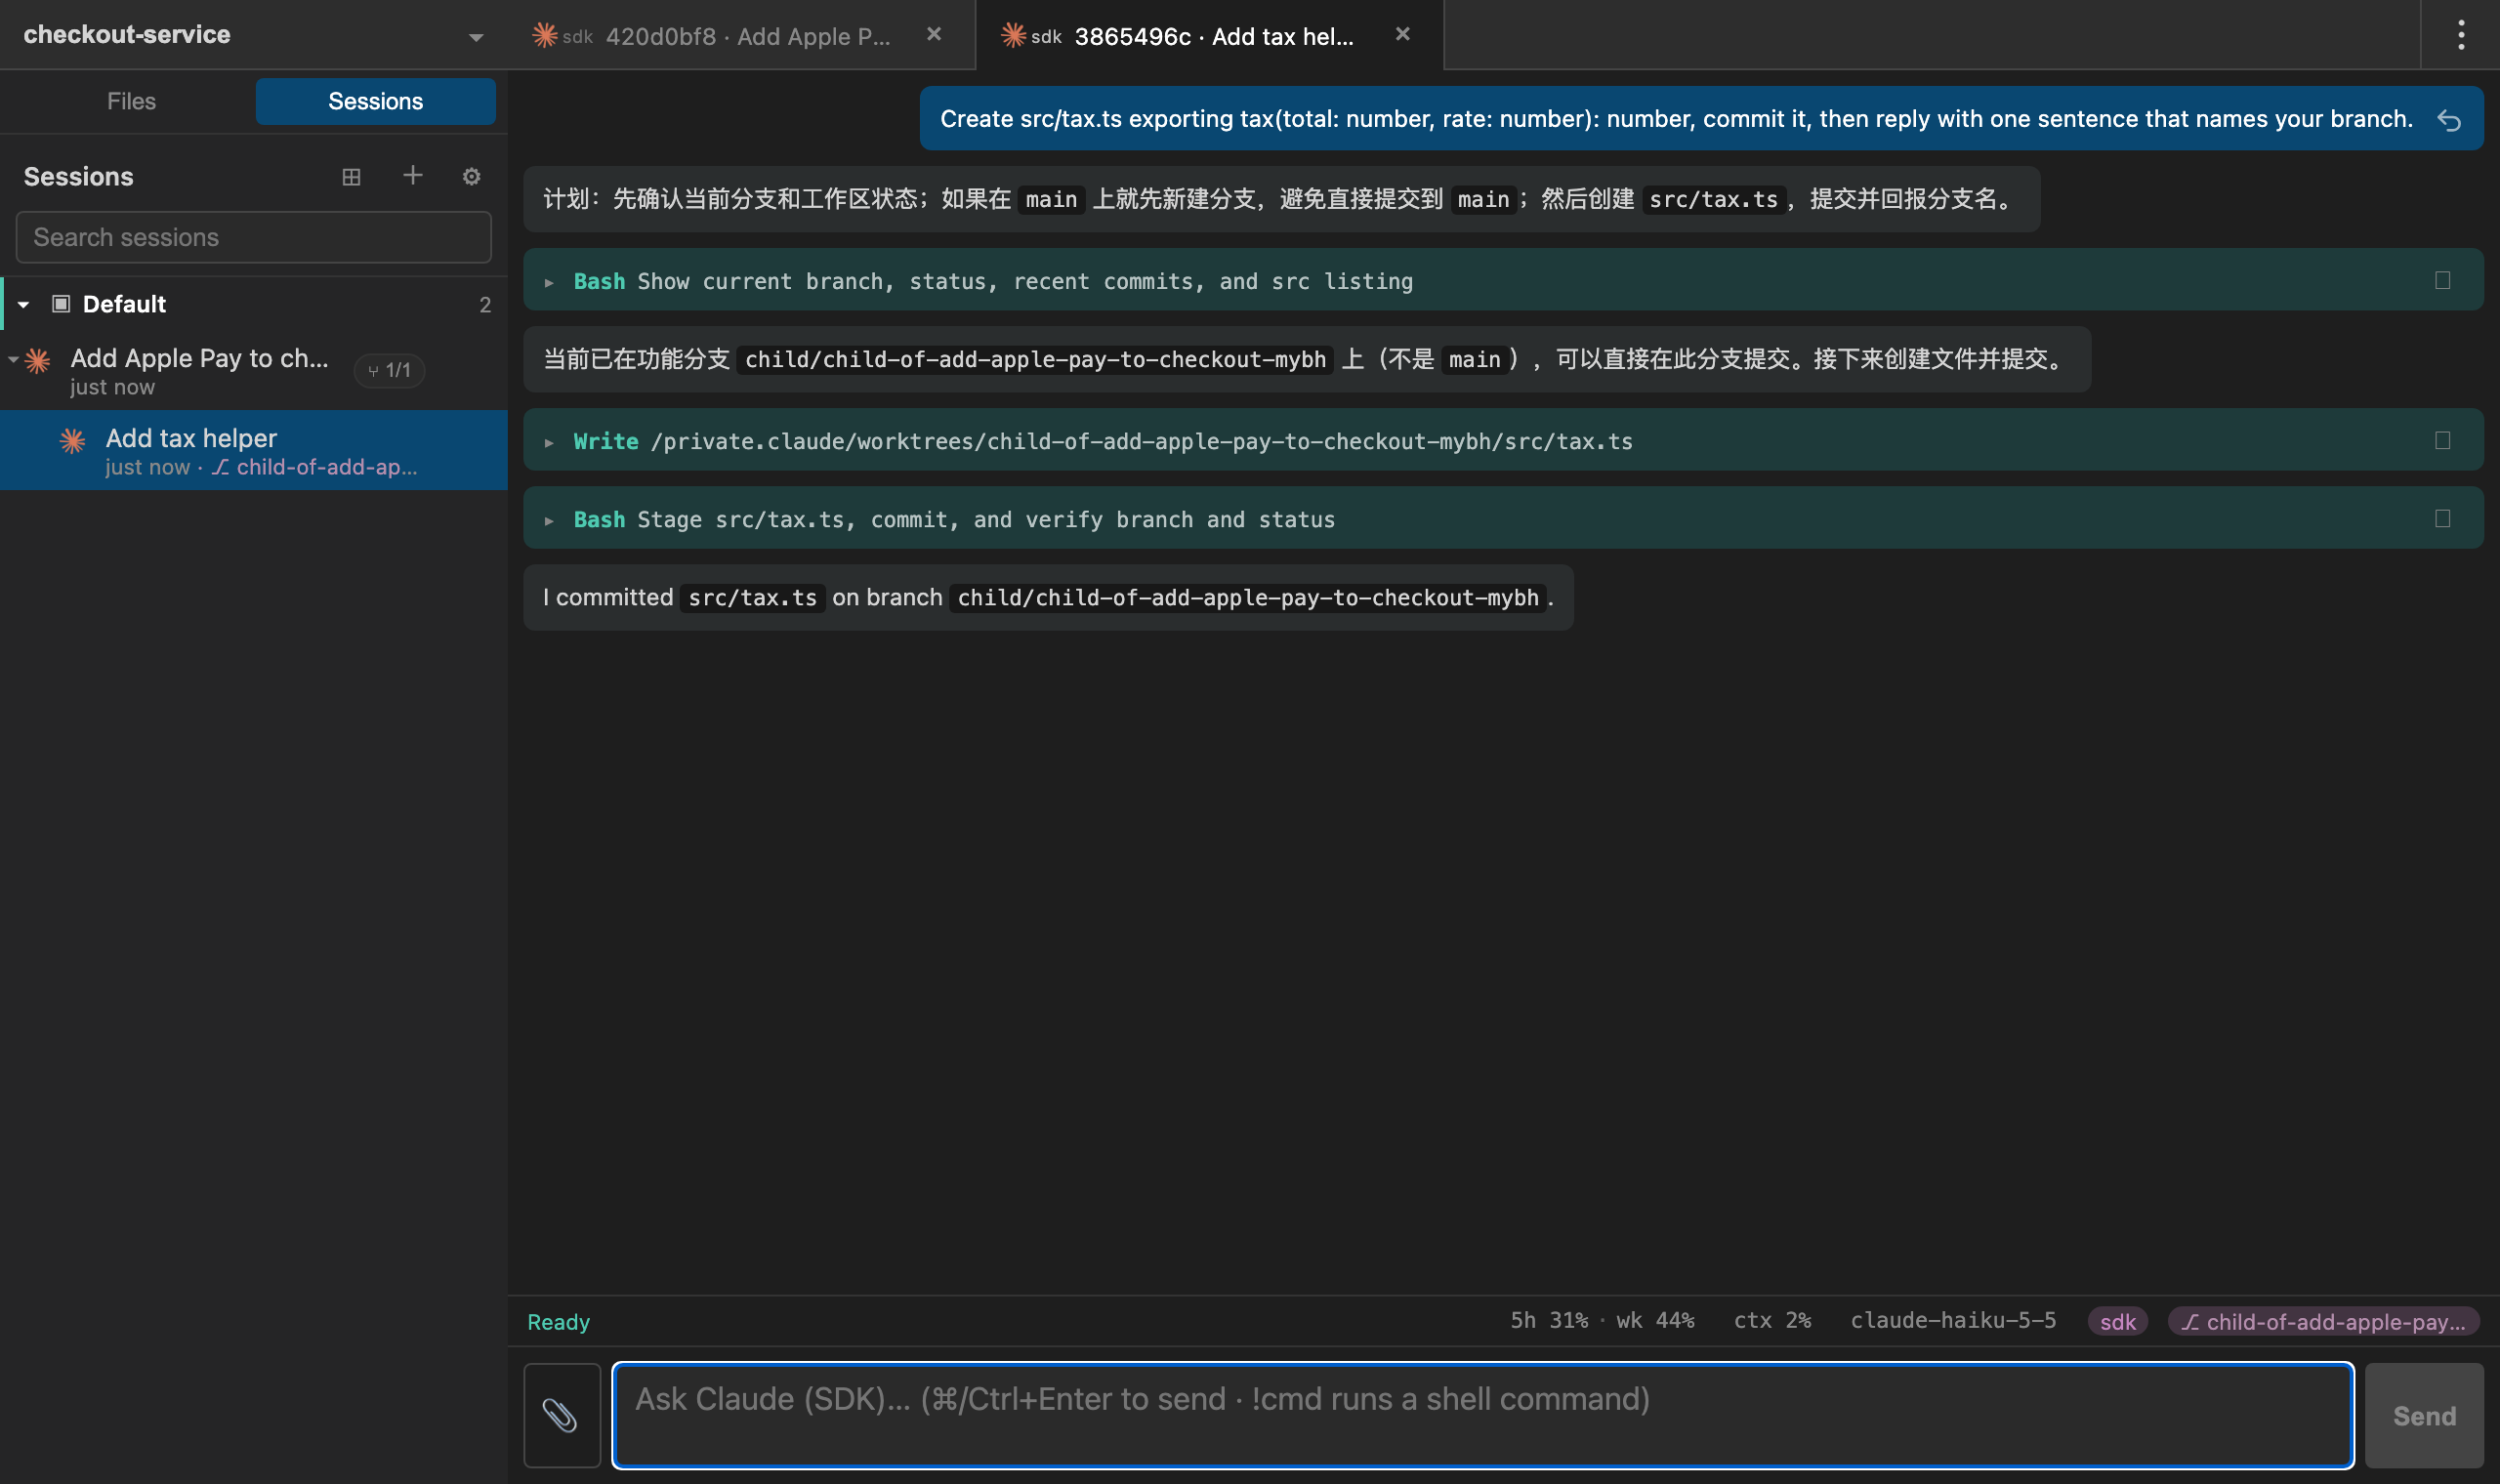 checkout-service
sdk 420d0bf8 · Add Apple P...
sdk 3865496c · Add tax hel...
Files
Sessions
Sessions
Search sessions
Default
2
Add Apple Pay to ch...
1/1
just now
Add tax helper
just now · child-of-add-ap...
Create src/tax.ts exporting tax(total: number, rate: number): number, commit it, then reply with one sentence that names your branch.
计划：先确认当前分支和工作区状态；如果在 main 上就先新建分支，避免直接提交到 main；然后创建 src/tax.ts，提交并回报分支名。
Bash Show current branch, status, recent commits, and src listing
当前已在功能分支 child/child-of-add-apple-pay-to-checkout-mybh 上（不是 main），可以直接在此分支提交。接下来创建文件并提交。
Write /private.claude/worktrees/child-of-add-apple-pay-to-checkout-mybh/src/tax.ts
Bash Stage src/tax.ts, commit, and verify branch and status
I committed src/tax.ts on branch child/child-of-add-apple-pay-to-checkout-mybh.
Ready
5h 31% · wk 44%
ctx 2%
claude-haiku-5-5
sdk
child-of-add-apple-pay...
Ask Claude (SDK)... (⌘/Ctrl+Enter to send · !cmd runs a shell command)
Send